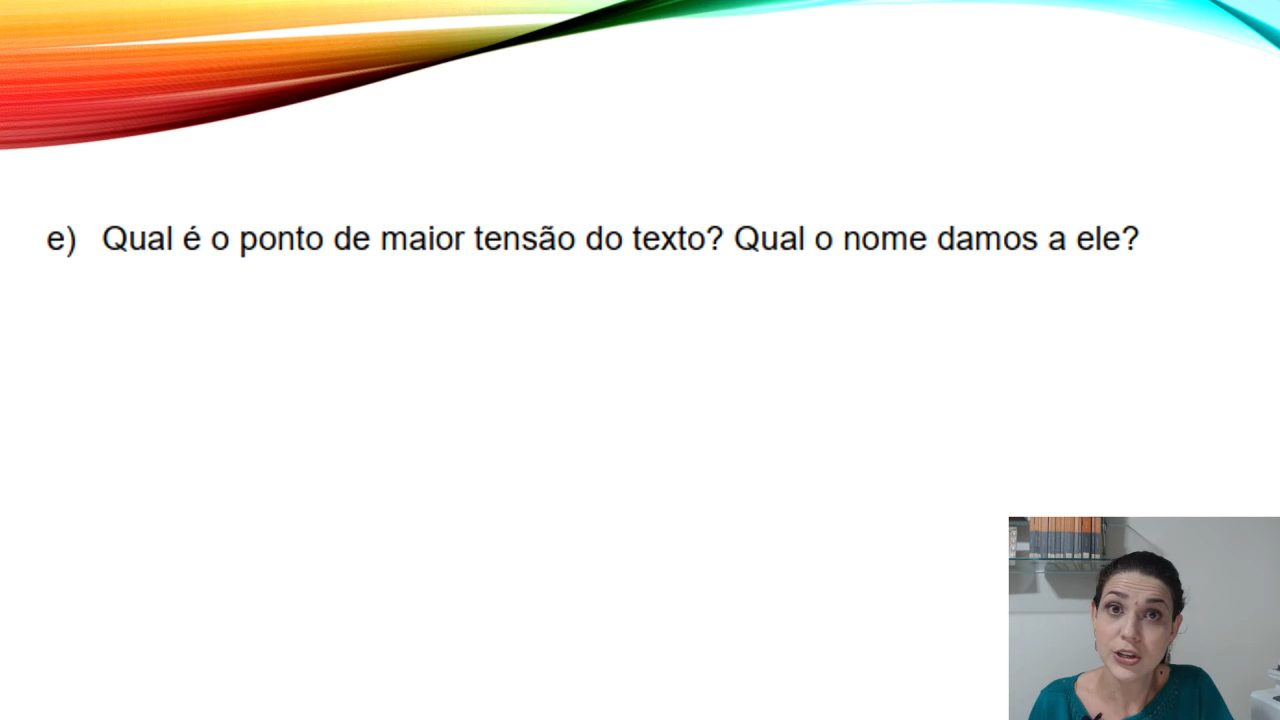 e) Qual é o ponto de maior tensão do texto? Qual o nome damos a ele?